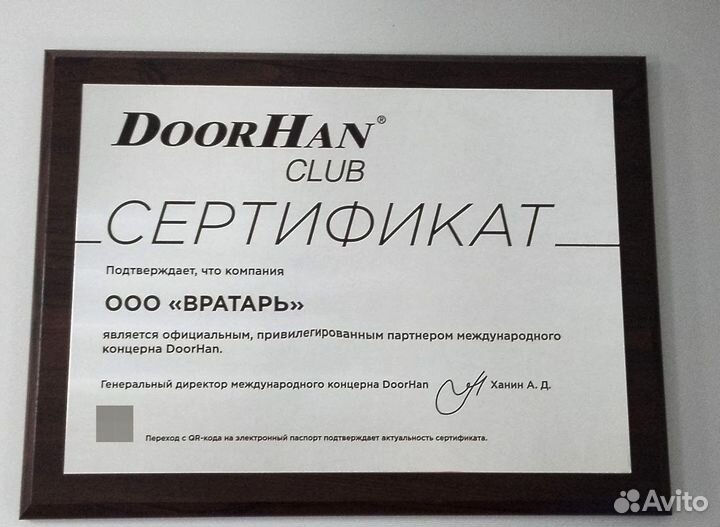 DOORHAN®
CLUB
СЕРТИФИКАТ
Подтверждает, что компания
ООО «ВРАТАРЬ»
является официальным, привилегированным партнером международного
концерна DoorHan.
Генеральный директор международного концерна DoorHan Ханин А. Д.
Переход с QR-кода на электронный паспорт подтверждает актуальность сертификата.
Avito